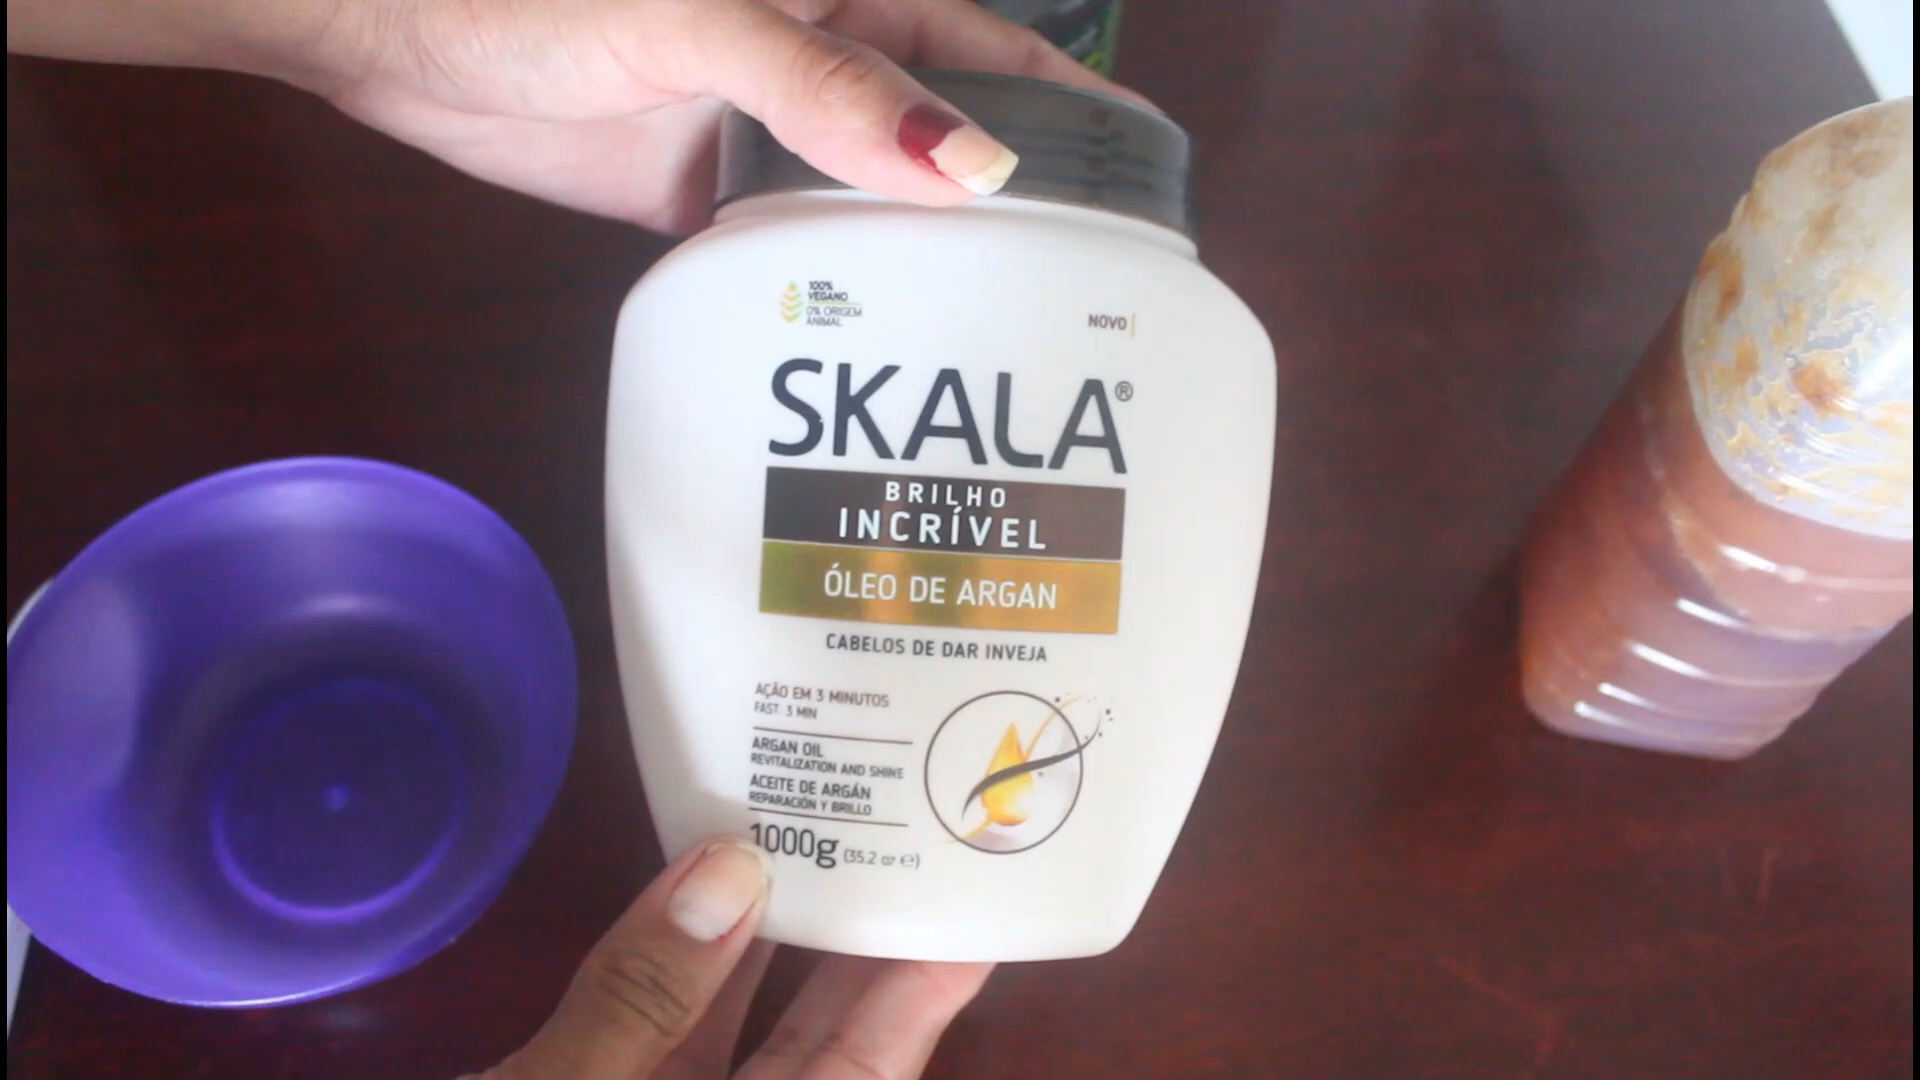 100%
VEGANO
0% ORIGEM
ANIMAL
NOVO
SKALA®
BRILHO
INCRÍVEL
ÓLEO DE ARGAN
CABELOS DE DAR INVEJA
AÇÃO EM 3 MINUTOS
FAST: 3 MIN
ARGAN OIL
REVITALIZATION AND SHINE
ACEITE DE ARGÁN
REPARACIÓN Y BRILLO
1000g (35.2 oz ℮)